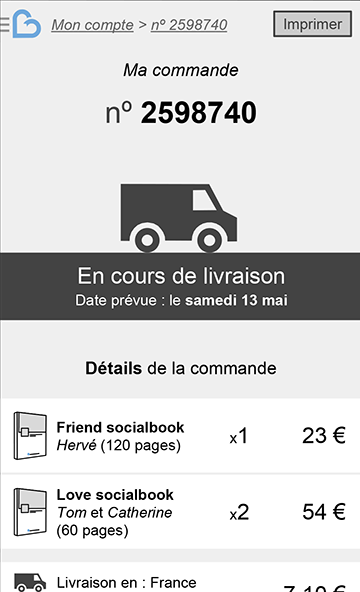 Mon compte > nº 2598740
Imprimer
Ma commande
nº 2598740
En cours de livraison
Date prévue : le samedi 13 mai
Détails de la commande
Friend socialbook
Hervé (120 pages)
x1
23 €
Love socialbook
Tom et Catherine
(60 pages)
x2
54 €
Livraison en : France